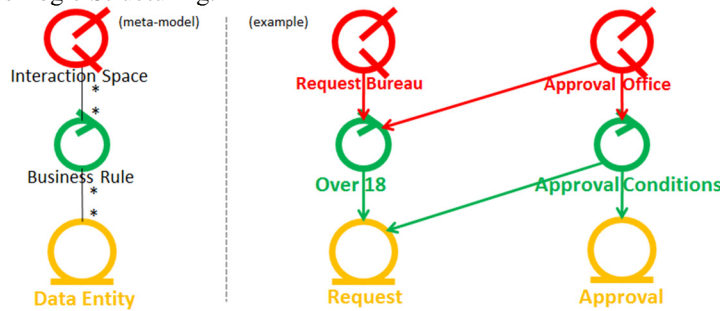 (meta-model)
(example)
Interaction Space
Request Bureau
Approval Office
*
*
Business Rule
Over 18
Approval Conditions
*
*
Data Entity
Request
Approval